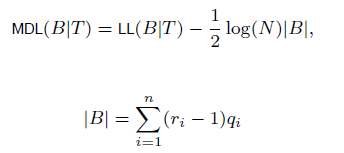 MDL(B|T) = LL(B|T) − 1/2 log(N)|B|,
|B| = ∑_{i=1}^{n} (r_i − 1)q_i